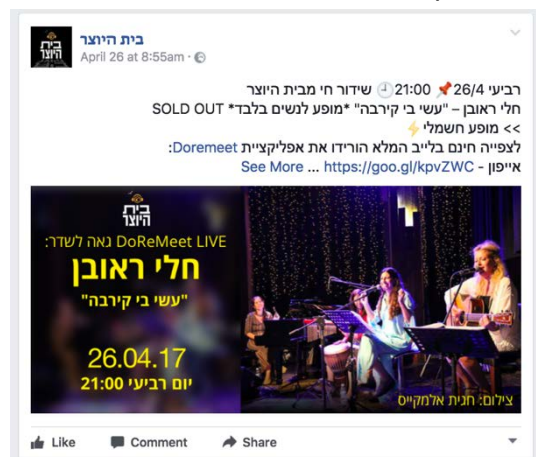 בית היוצר
April 26 at 8:55am
רביעי 26/4 📌 21:00 🕘 שידור חי מבית היוצר
חלי ראובן – "עשי בי קירבה" *מופע לנשים בלבד* SOLD OUT
>> מופע חשמלי ⚡
לצפייה חינם בלייב המלא הורידו את אפליקציית Doremeet:
אייפון - https://goo.gl/kpvZWC ... See More
בית
היוצר
DoReMeet LIVE גאה לשדר:
חלי ראובן
"עשי בי קירבה"
26.04.17
יום רביעי 21:00
צילום: חגית אלמקייס
Like Comment Share